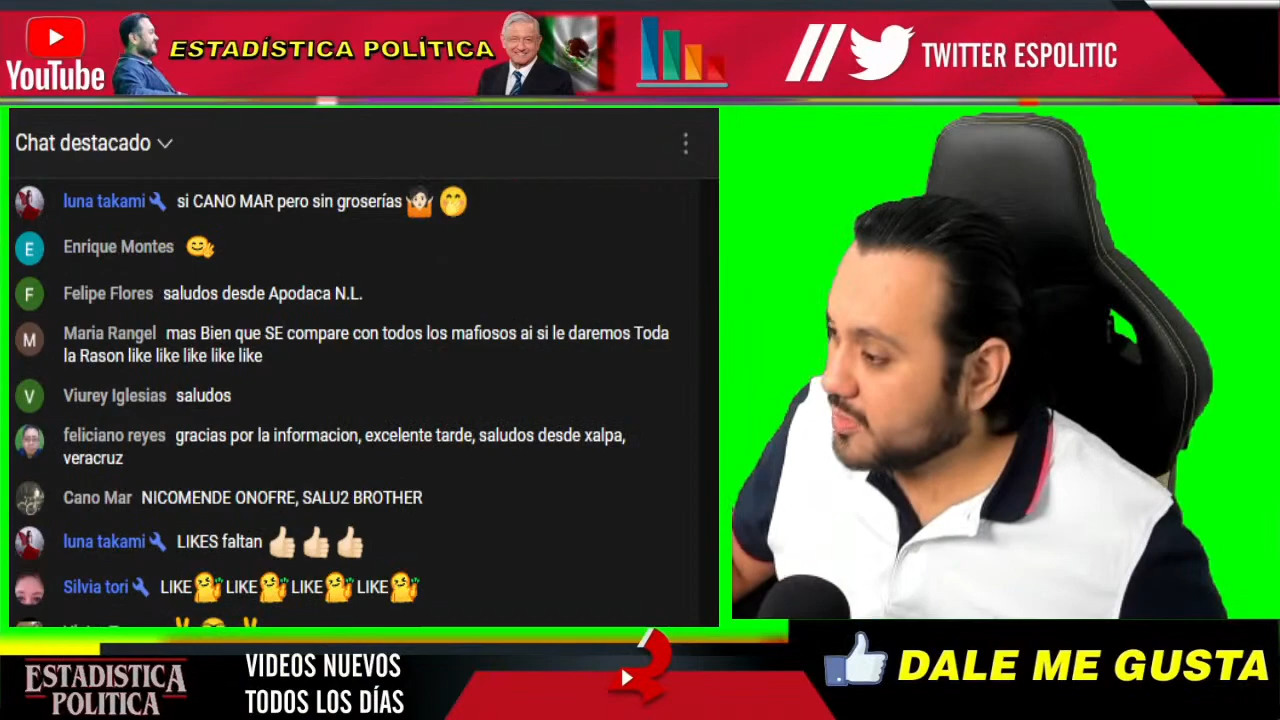 YouTube
ESTADÍSTICA POLÍTICA
TWITTER ESPOLITIC
Chat destacado
luna takami si CANO MAR pero sin groserías
E Enrique Montes
F Felipe Flores saludos desde Apodaca N.L.
M Maria Rangel mas Bien que SE compare con todos los mafiosos ai si le daremos Toda
la Rason like like like like like
V Viurey Iglesias saludos
feliciano reyes gracias por la informacion, excelente tarde, saludos desde xalpa,
veracruz
Cano Mar NICOMENDE ONOFRE, SALU2 BROTHER
luna takami LIKES faltan
Silvia tori LIKE LIKE LIKE LIKE
ESTADISTICA
POLITICA
VIDEOS NUEVOS
TODOS LOS DÍAS
DALE ME GUSTA